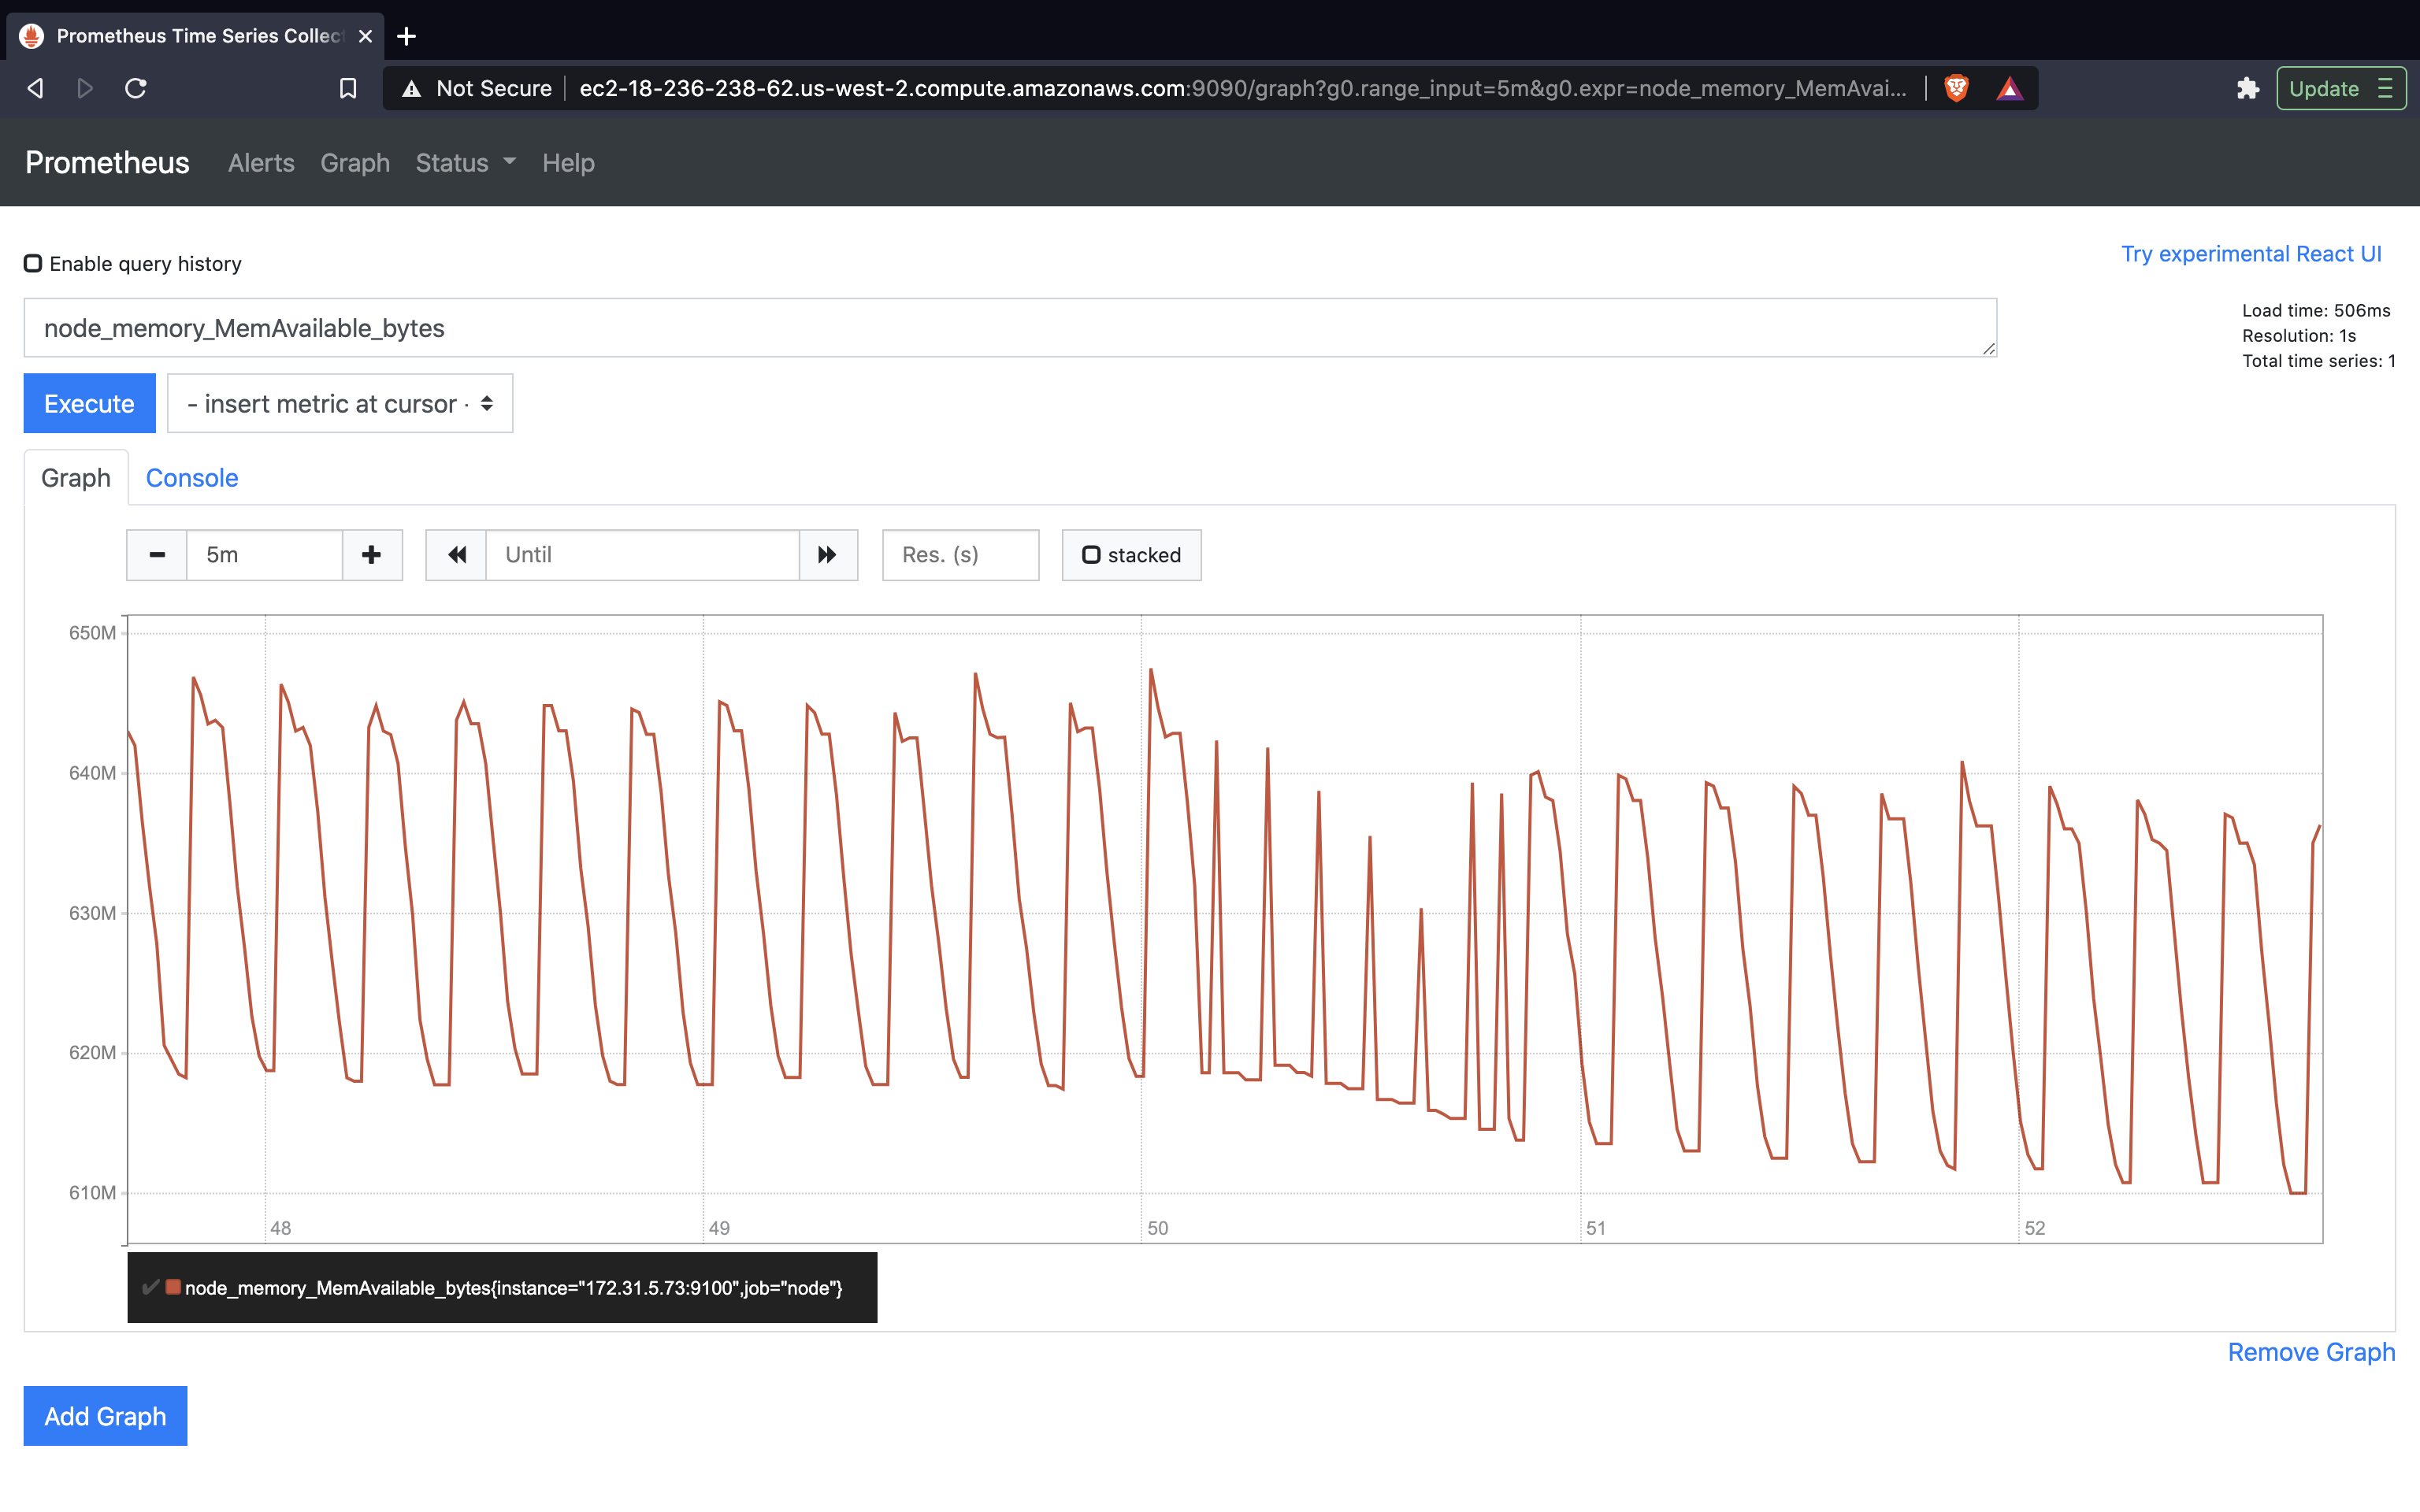 Prometheus Time Series Collec
Not Secure
ec2-18-236-238-62.us-west-2.compute.amazonaws.com:9090/graph?g0.range_input=5m&g0.expr=node_memory_MemAvai...
Update
Prometheus
Alerts
Graph
Status
Help
Enable query history
Try experimental React UI
node_memory_MemAvailable_bytes
Load time: 506ms
Resolution: 1s
Total time series: 1
Execute
- insert metric at cursor -
Graph
Console
5m
Until
Res. (s)
stacked
650M
640M
630M
620M
610M
48
49
50
51
52
node_memory_MemAvailable_bytes{instance="172.31.5.73:9100",job="node"}
Remove Graph
Add Graph